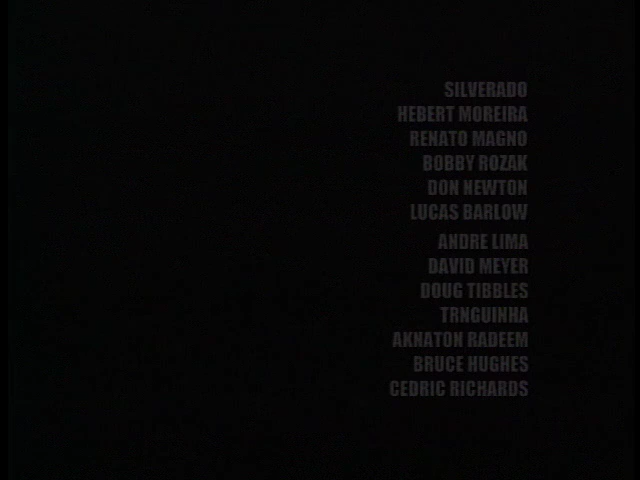 SILVERADO
HEBERT MOREIRA
RENATO MAGNO
BOBBY ROZAK
DON NEWTON
LUCAS BARLOW
ANDRE LIMA
DAVID MEYER
DOUG TIBBLES
TRNGUINHA
AKNATON RADEEM
BRUCE HUGHES
CEDRIC RICHARDS